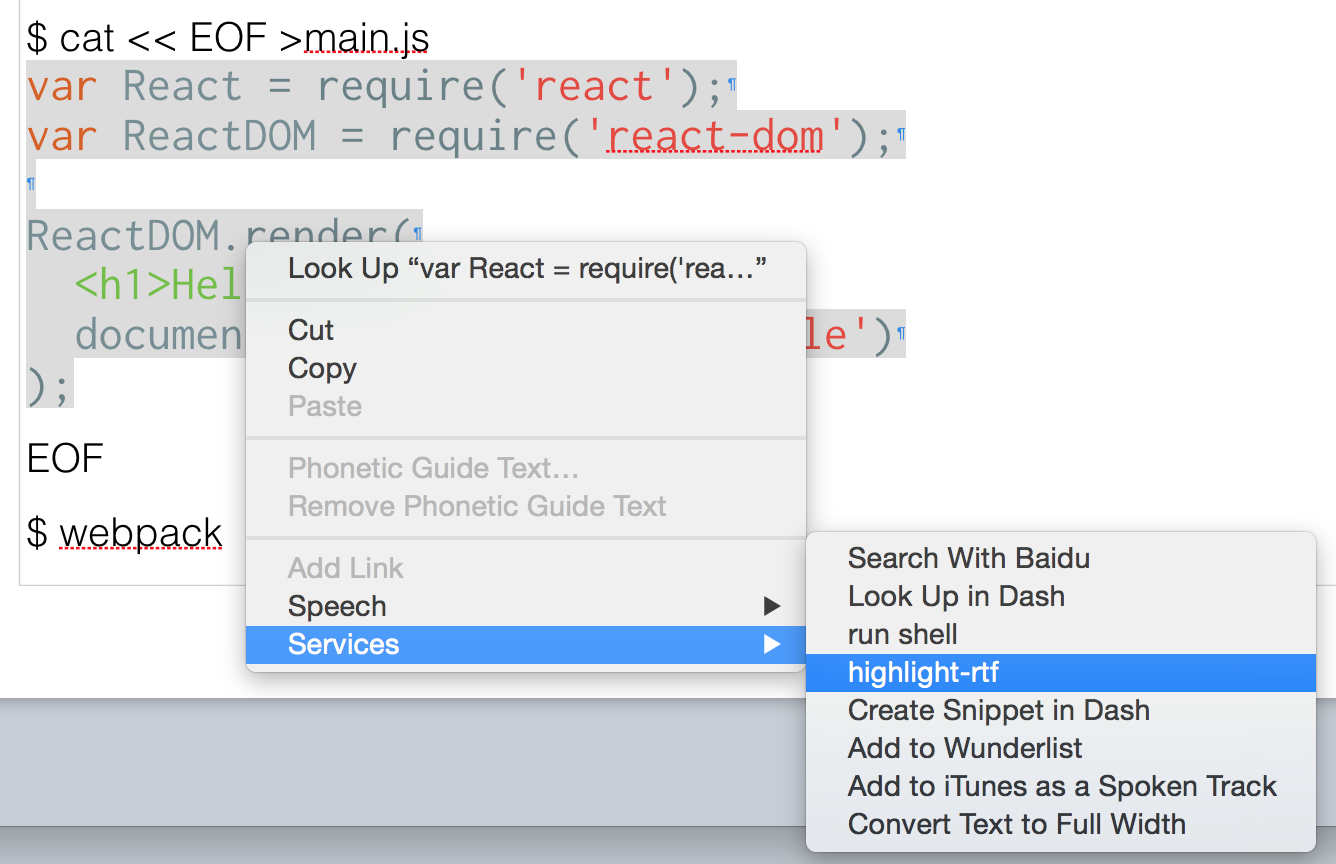 $ cat << EOF >main.js
var React = require('react');¶
var ReactDOM = require('react-dom');¶
¶
ReactDOM.render(¶
<h1>Hel
documen le')¶
);
EOF
$ webpack
Look Up “var React = require('rea…”
Cut
Copy
Paste
Phonetic Guide Text…
Remove Phonetic Guide Text
Add Link
Speech ▶
Services ▶
Search With Baidu
Look Up in Dash
run shell
highlight-rtf
Create Snippet in Dash
Add to Wunderlist
Add to iTunes as a Spoken Track
Convert Text to Full Width